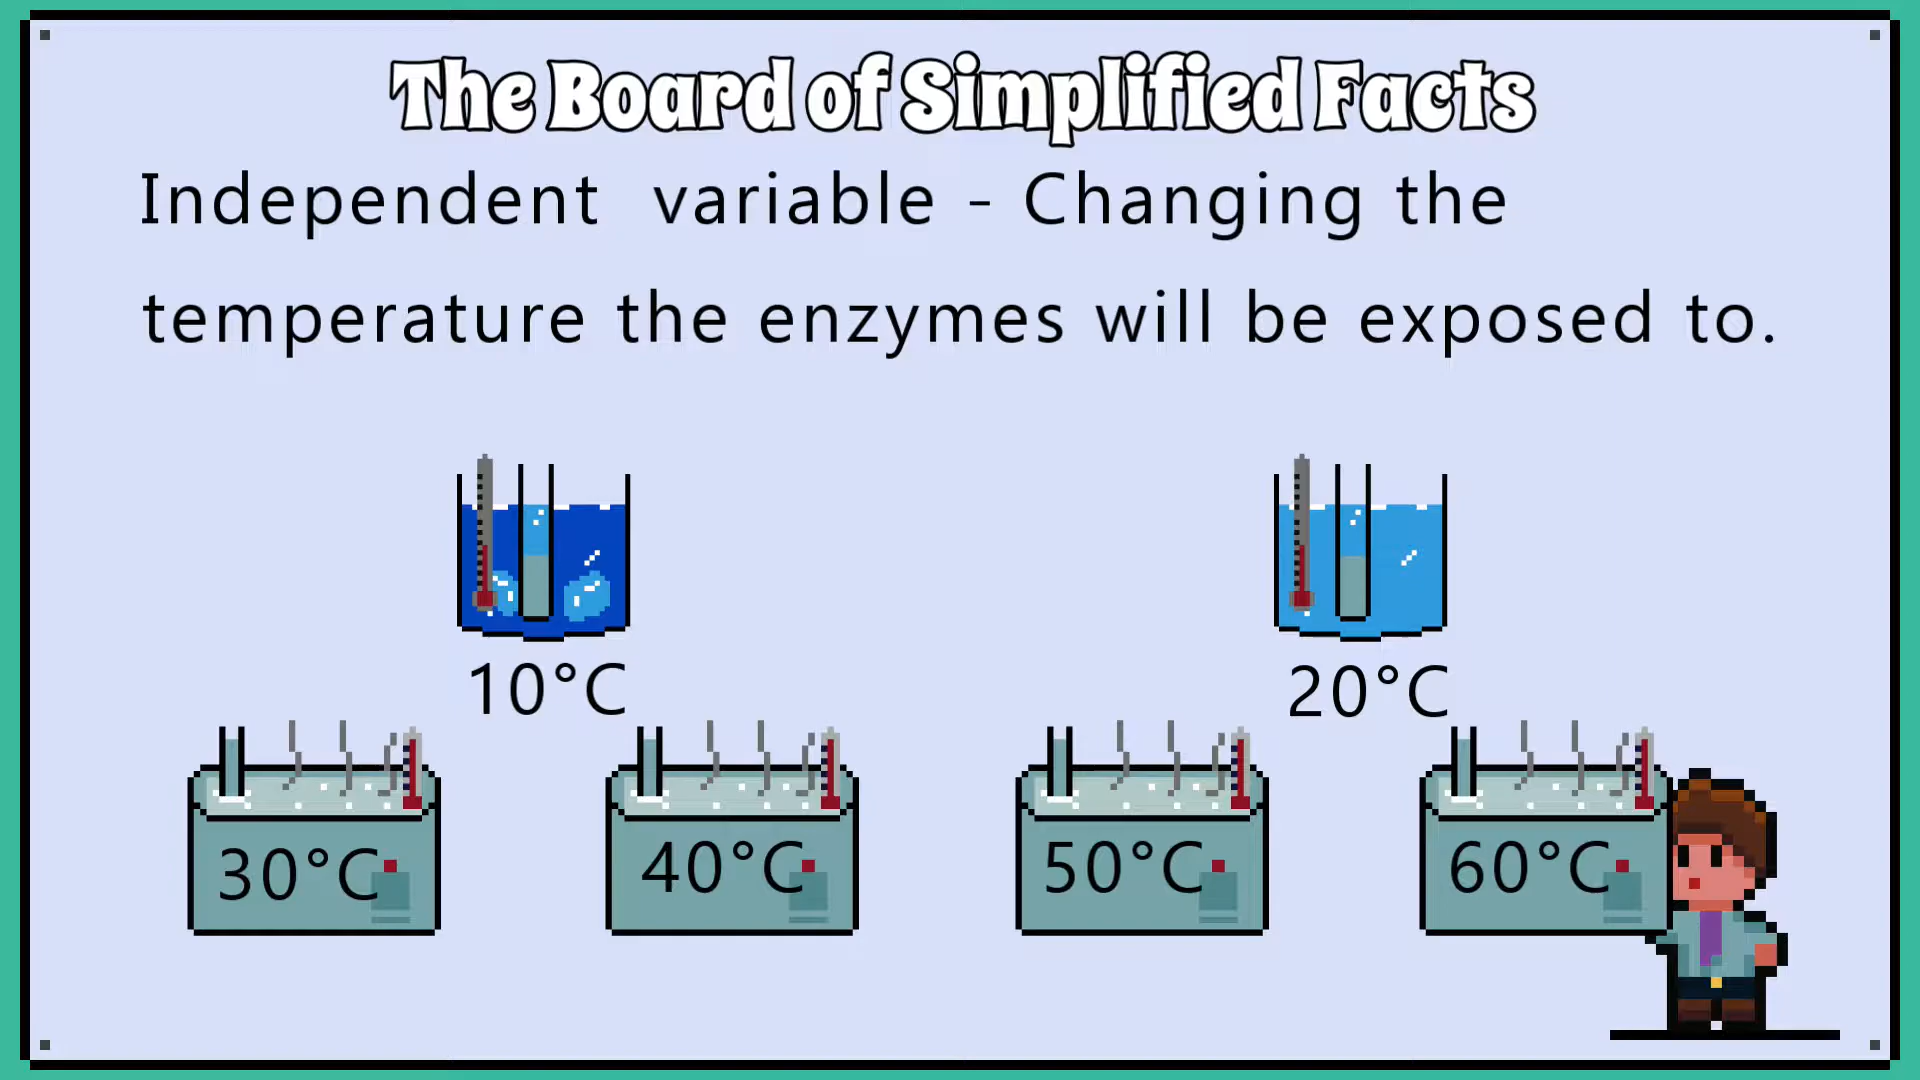 The Board of Simplified Facts
Independent variable - Changing the
temperature the enzymes will be exposed to.
10°C
20°C
30°C
40°C
50°C
60°C